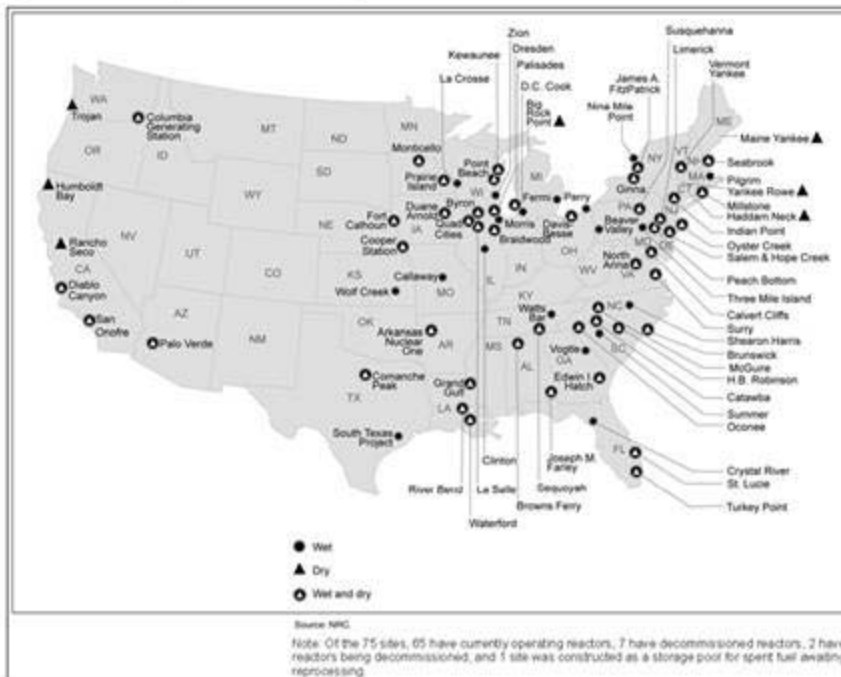 Zion
Dresden
Palisades
Kewaunee
La Crosse
D.C. Cook
Big
Rock
Point
Susquehanna
Limerick
Vermont
Yankee
James A.
FitzPatrick
Nine Mile
Point
WA
Trojan
Columbia
Generating
Station
MT
ND
MN
Monticello
Point
Beach
MI
NY
VT
ME
NH
Maine Yankee
Seabrook
OR
ID
SD
Prairie
Island
WI
Fermi
Perry
Ginna
MA
Pilgrim
CT
Yankee Rowe
Humboldt
Bay
WY
Duane
Arnold
Byron
Quad
Cities
Morris
Braidwood
Davis-
Besse
PA
NJ
Beaver
Valley
Millstone
Haddam Neck
Indian Point
Fort
Calhoun
NE
IA
Cooper
Station
OH
MD
DE
Oyster Creek
Salem & Hope Creek
Rancho
Seco
NV
UT
CO
KS
IL
IN
WV
North
Anna
VA
Peach Bottom
CA
Diablo
Canyon
Callaway
Wolf Creek
MO
KY
Three Mile Island
Calvert Cliffs
San
Onofre
AZ
Palo Verde
NM
OK
Arkansas
Nuclear
One
AR
TN
Watts
Bar
NC
Surry
Shearon Harris
Brunswick
MS
AL
Vogtle
GA
SC
McGuire
H.B. Robinson
Comanche
Peak
TX
Grand
Gulf
LA
Edwin I.
Hatch
Catawba
Summer
Oconee
South Texas
Project
FL
Clinton
Joseph M.
Farley
Crystal River
St. Lucie
River Bend
La Salle
Sequoyah
Browns Ferry
Turkey Point
Waterford
Wet
Dry
Wet and dry
Source: NRC.
Note: Of the 75 sites, 65 have currently operating reactors, 7 have decommissioned reactors, 2 have
reactors being decommissioned, and 1 site was constructed as a storage pool for spent fuel awaiting
reprocessing